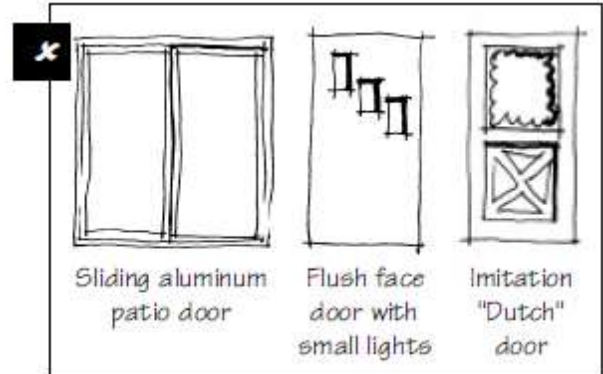 x
Sliding aluminum
patio door
Flush face
door with
small lights
Imitation
"Dutch"
door